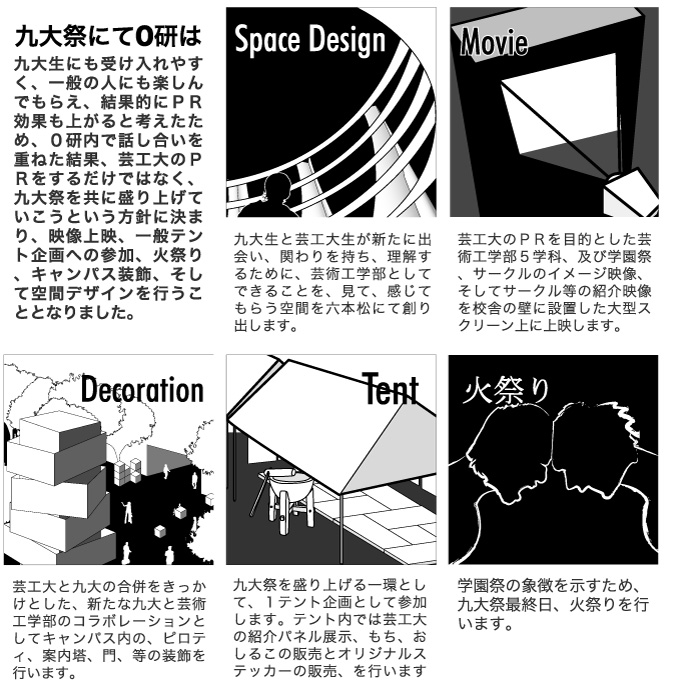 九大祭にてO研は
九大生にも受け入れやす
く、一般の人にも楽しん
でもらえ、結果的にＰＲ
効果も上がると考えたた
め、Ｏ研内で話し合いを
重ねた結果、芸工大のＰ
Ｒをするだけではなく、
九大祭を共に盛り上げて
いこうという方針に決ま
り、映像上映、一般テン
ト企画への参加、火祭り
、キャンパス装飾、そし
て空間デザインを行うこ
ととなりました。
Space Design
九大生と芸工大生が新たに出
会い、関わりを持ち、理解す
るために、芸術工学部として
できることを、見て、感じて
もらう空間を六本松にて創り
出します。
Movie
芸工大のＰＲを目的とした芸
術工学部５学科、及び学園祭
、サークルのイメージ映像、
そしてサークル等の紹介映像
を校舎の壁に設置した大型ス
クリーン上に上映します。
Decoration
芸工大と九大の合併をきっか
けとした、新たな九大と芸術
工学部のコラボレーションと
してキャンパス内の、ピロテ
ィ、案内塔、門、等の装飾を
行います。
Tent
九大祭を盛り上げる一環とし
て、１テント企画として参加
します。テント内では芸工大
の紹介パネル展示、もち、お
しるこの販売とオリジナルス
テッカーの販売、を行います
火祭り
学園祭の象徴を示すため、
九大祭最終日、火祭りを行
います。